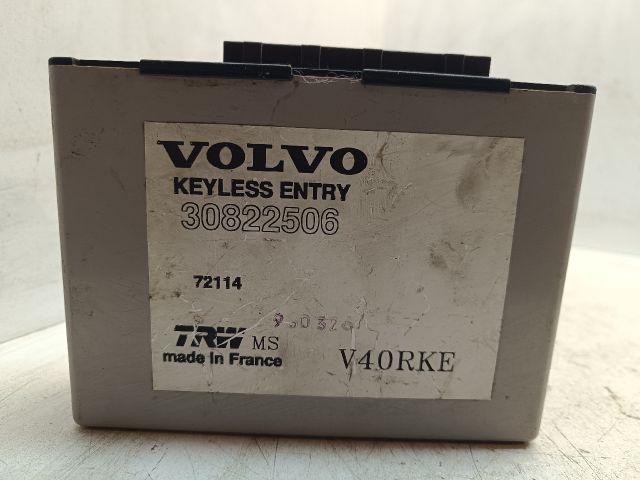 VOLVO
KEYLESS ENTRY
30822506
72114
TRW MS
made in France
V40RKE